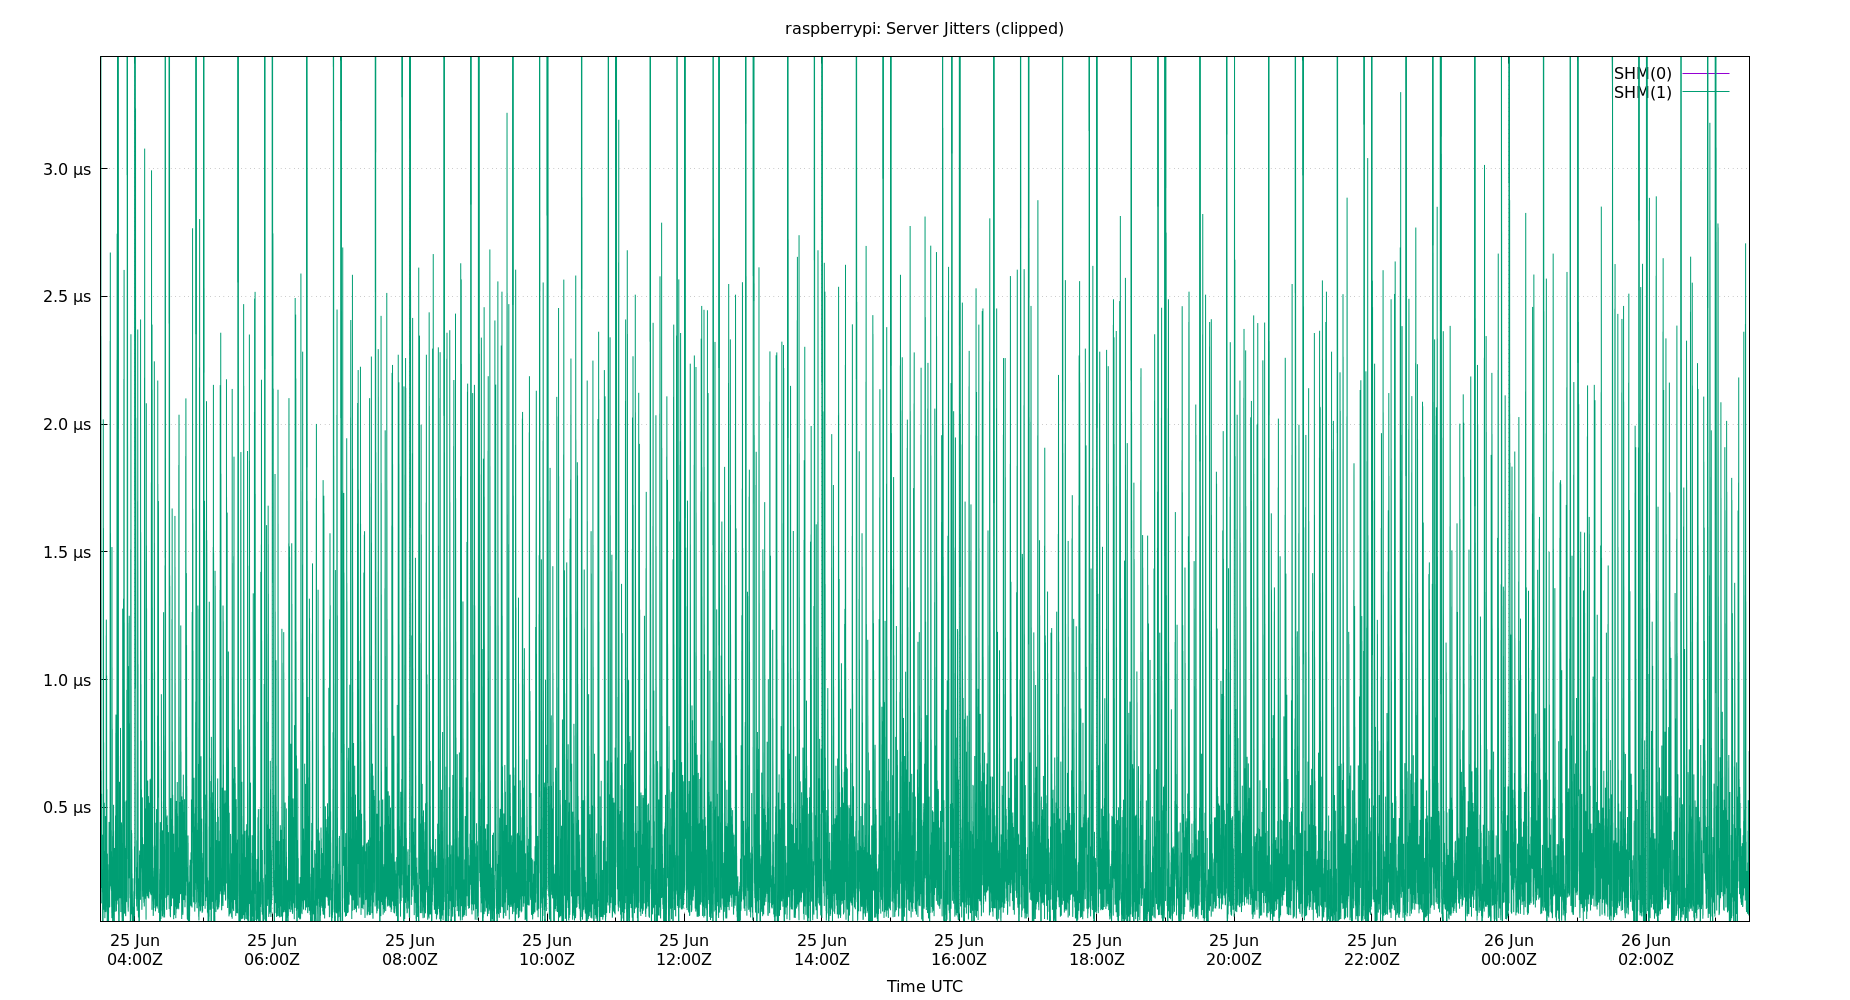 raspberrypi: Server Jitters (clipped)
SHM(0)
SHM(1)
3.0 µs
2.5 µs
2.0 µs
1.5 µs
1.0 µs
0.5 µs
25 Jun 25 Jun 25 Jun 25 Jun 25 Jun 25 Jun 25 Jun 25 Jun 25 Jun 25 Jun 26 Jun 26 Jun
04:00Z 06:00Z 08:00Z 10:00Z 12:00Z 14:00Z 16:00Z 18:00Z 20:00Z 22:00Z 00:00Z 02:00Z
Time UTC